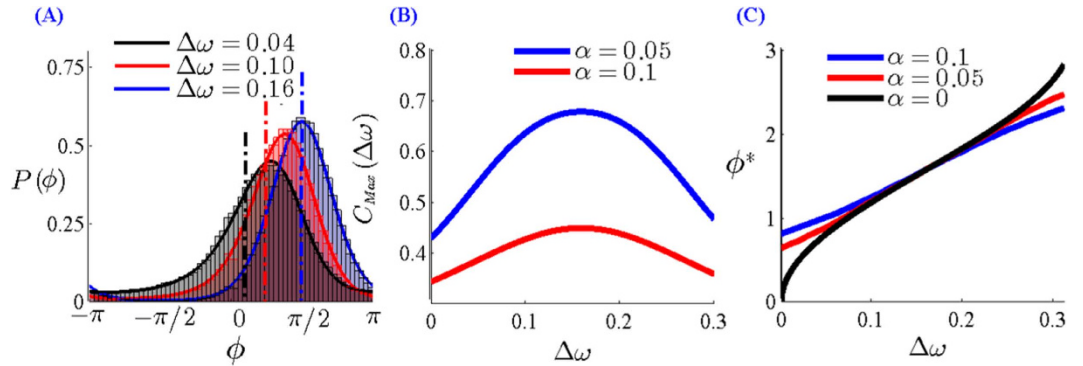 (A)
Δω = 0.04
Δω = 0.10
Δω = 0.16
0.75
0.5
0.25
0
P(ϕ)
−π
−π/2
0
π/2
π
ϕ
(B)
α = 0.05
α = 0.1
0.8
0.7
0.6
0.5
0.4
C_Max (Δω)
0
0.1
0.2
0.3
Δω
(C)
α = 0.1
α = 0.05
α = 0
3
2
1
0
ϕ*
0
0.1
0.2
0.3
Δω